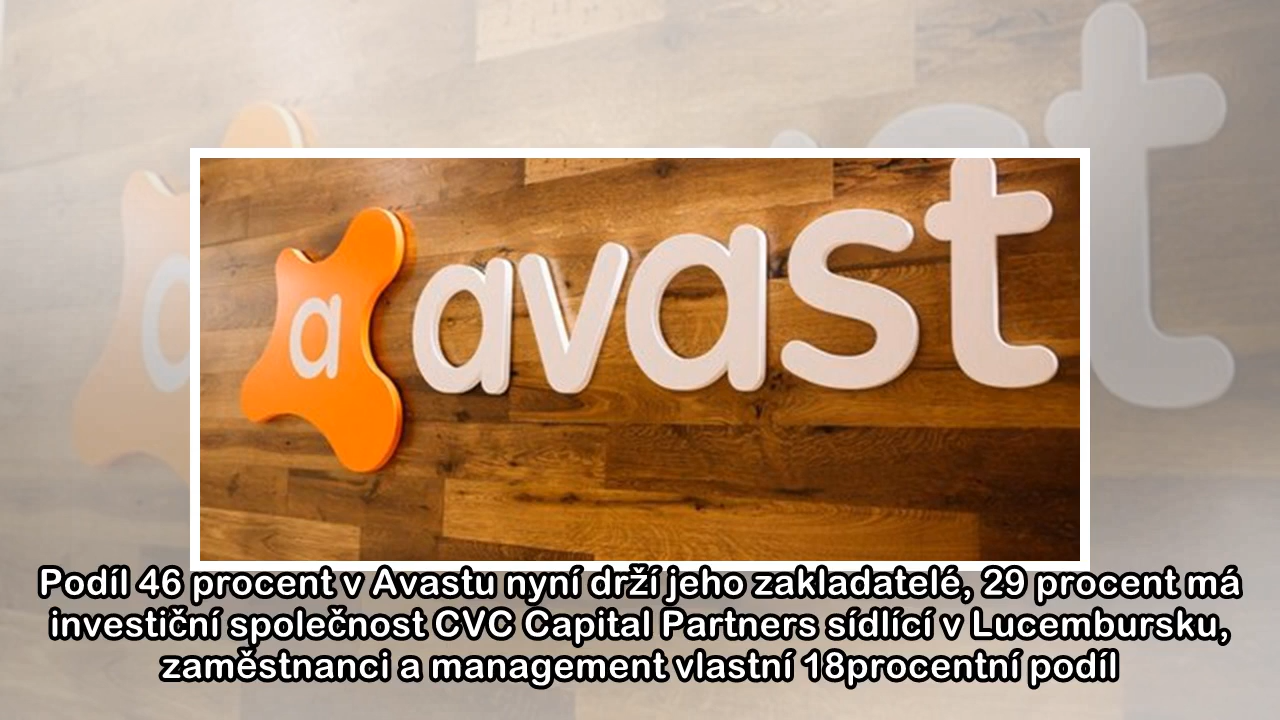 a avast
Podíl 46 procent v Avastu nyní drží jeho zakladatelé, 29 procent má
investiční společnost CVC Capital Partners sídlící v Lucembursku,
zaměstnanci a management vlastní 18procentní podíl